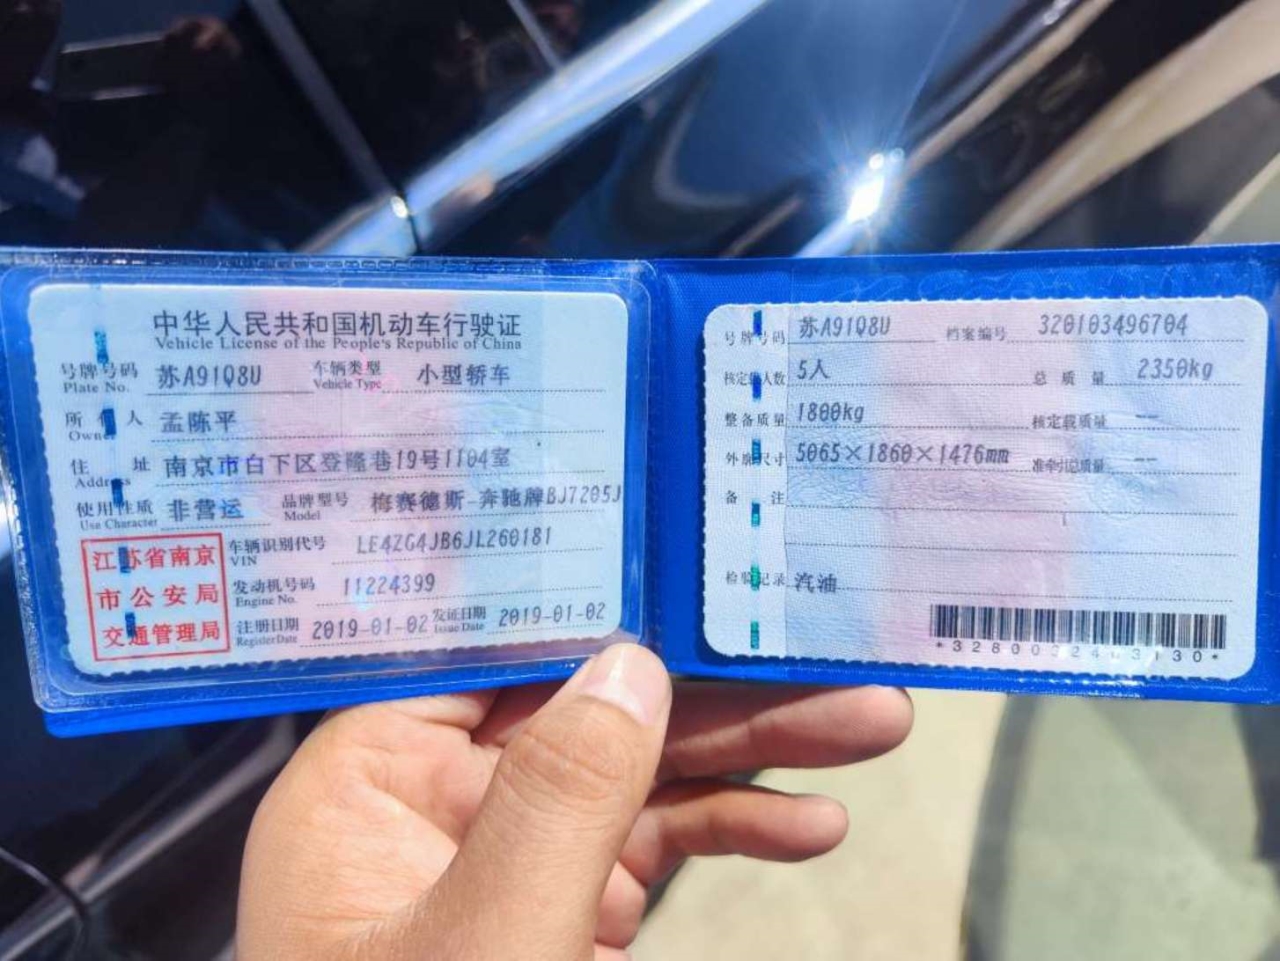 中华人民共和国机动车行驶证
Vehicle License of the People's Republic of China
号牌号码 苏A91Q8U 车辆类型 小型轿车
Plate No. Vehicle Type
所有人 孟陈平
Owner
住址 南京市白下区登隆巷19号1104室
Address
使用性质 非营运 品牌型号 梅赛德斯-奔驰牌BJ7205J
Use Character Model
江苏省南京
市公安局
交通管理局
车辆识别代号 LE4ZG4JB6JL260181
VIN
发动机号码 11224399
Engine No.
注册日期 2019-01-02 发证日期 2019-01-02
Register Date Issue Date
号牌号码 苏A91Q8U 档案编号 320103496704
核定载人数 5人 总质量 2350kg
整备质量 1800kg 核定载质量 --
外廓尺寸 5065×1860×1476mm 准牵引总质量 --
备注
检验记录 汽油